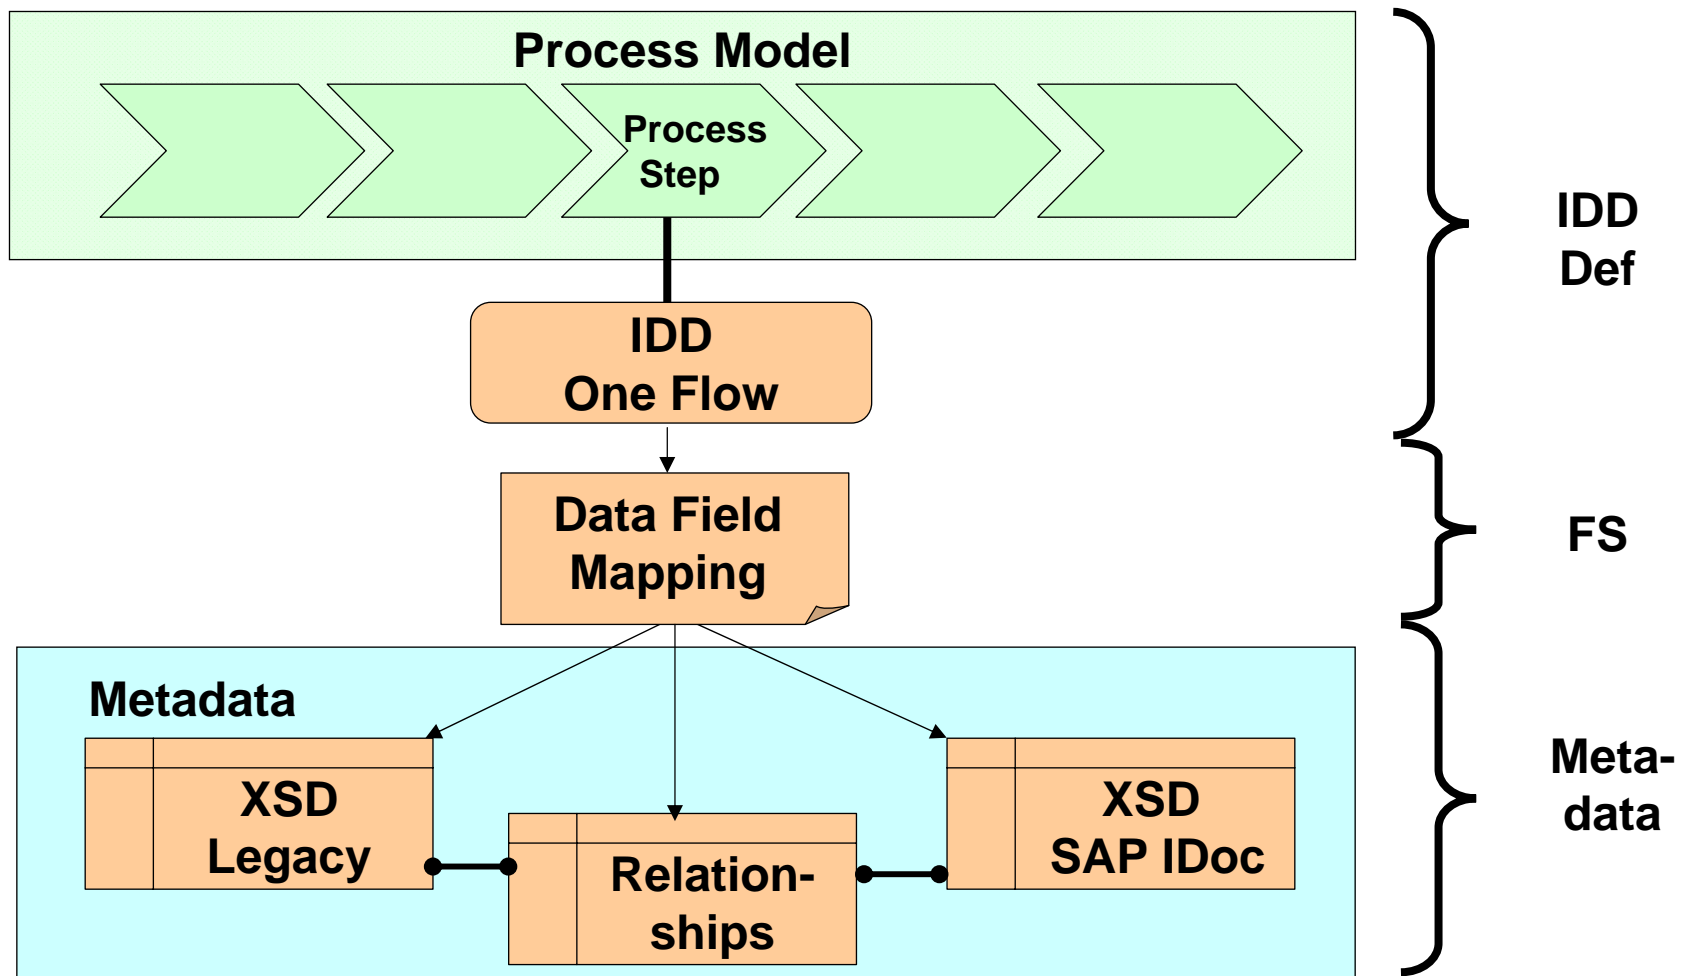 Process Model
Process
Step
IDD
Def
IDD
One Flow
Data Field
Mapping
FS
Metadata
XSD
Legacy
Relation-
ships
XSD
SAP IDoc
Meta-
data